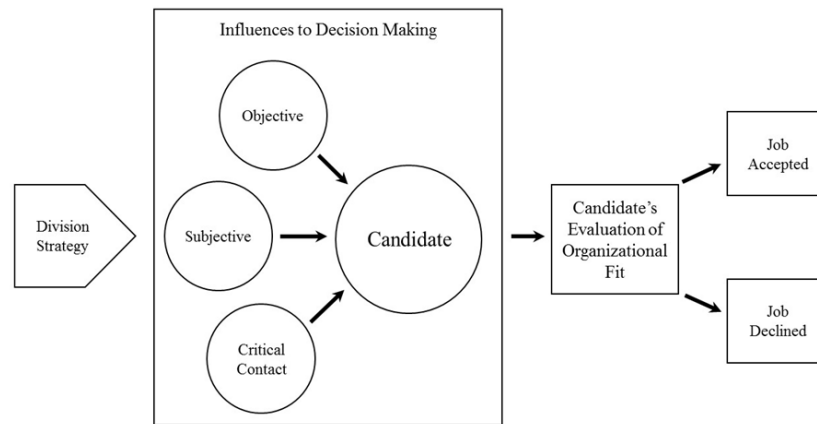 Influences to Decision Making
Objective
Division
Strategy
Subjective
Candidate
Critical
Contact
Candidate’s
Evaluation of
Organizational
Fit
Job
Accepted
Job
Declined